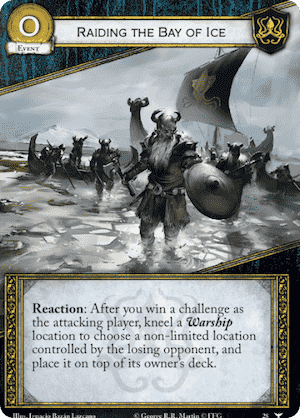 0
RAIDING THE BAY OF ICE
EVENT
Reaction: After you win a challenge as
the attacking player, kneel a Warship
location to choose a non-limited location
controlled by the losing opponent, and
place it on top of its owner's deck.
Illus. Ignacio Bazán Lazcano
© George R.R. Martin © FFG
28